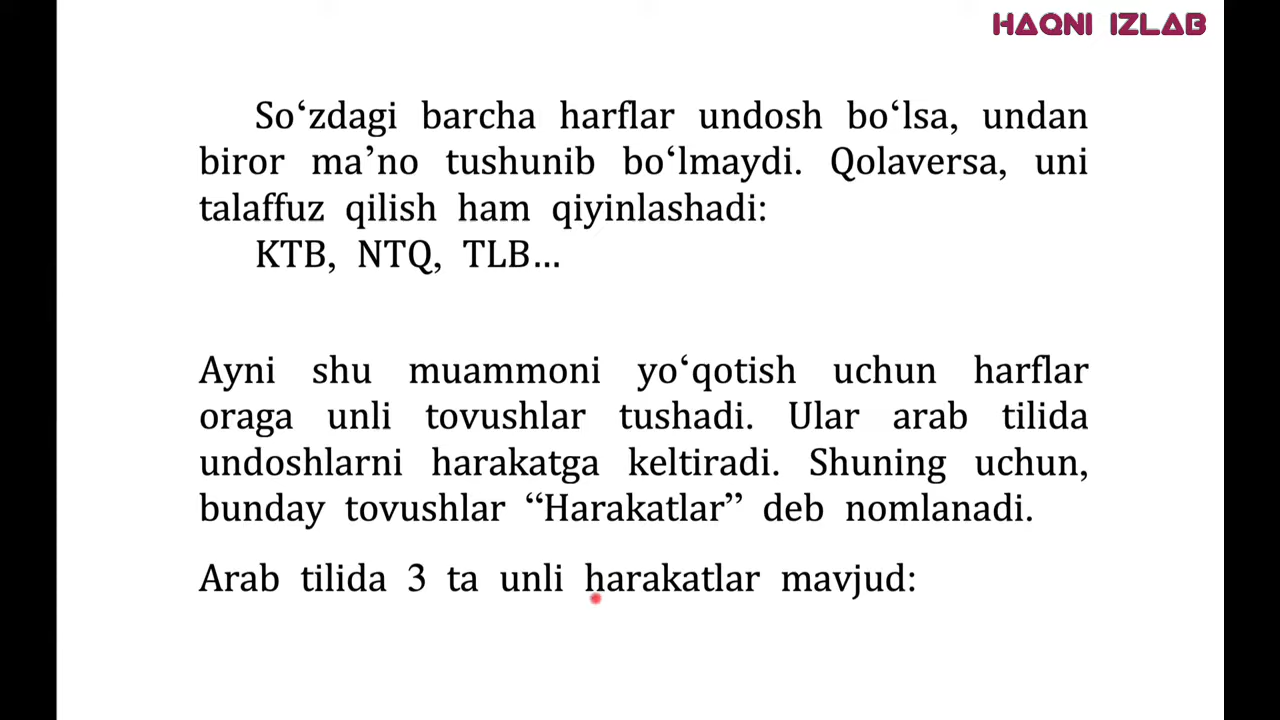 HAQNI IZLAB
So‘zdagi barcha harflar undosh bo‘lsa, undan
biror ma’no tushunib bo‘lmaydi. Qolaversa, uni
talaffuz qilish ham qiyinlashadi:
KTB, NTQ, TLB...
Ayni shu muammoni yo‘qotish uchun harflar
oraga unli tovushlar tushadi. Ular arab tilida
undoshlarni harakatga keltiradi. Shuning uchun,
bunday tovushlar “Harakatlar” deb nomlanadi.
Arab tilida 3 ta unli harakatlar mavjud: